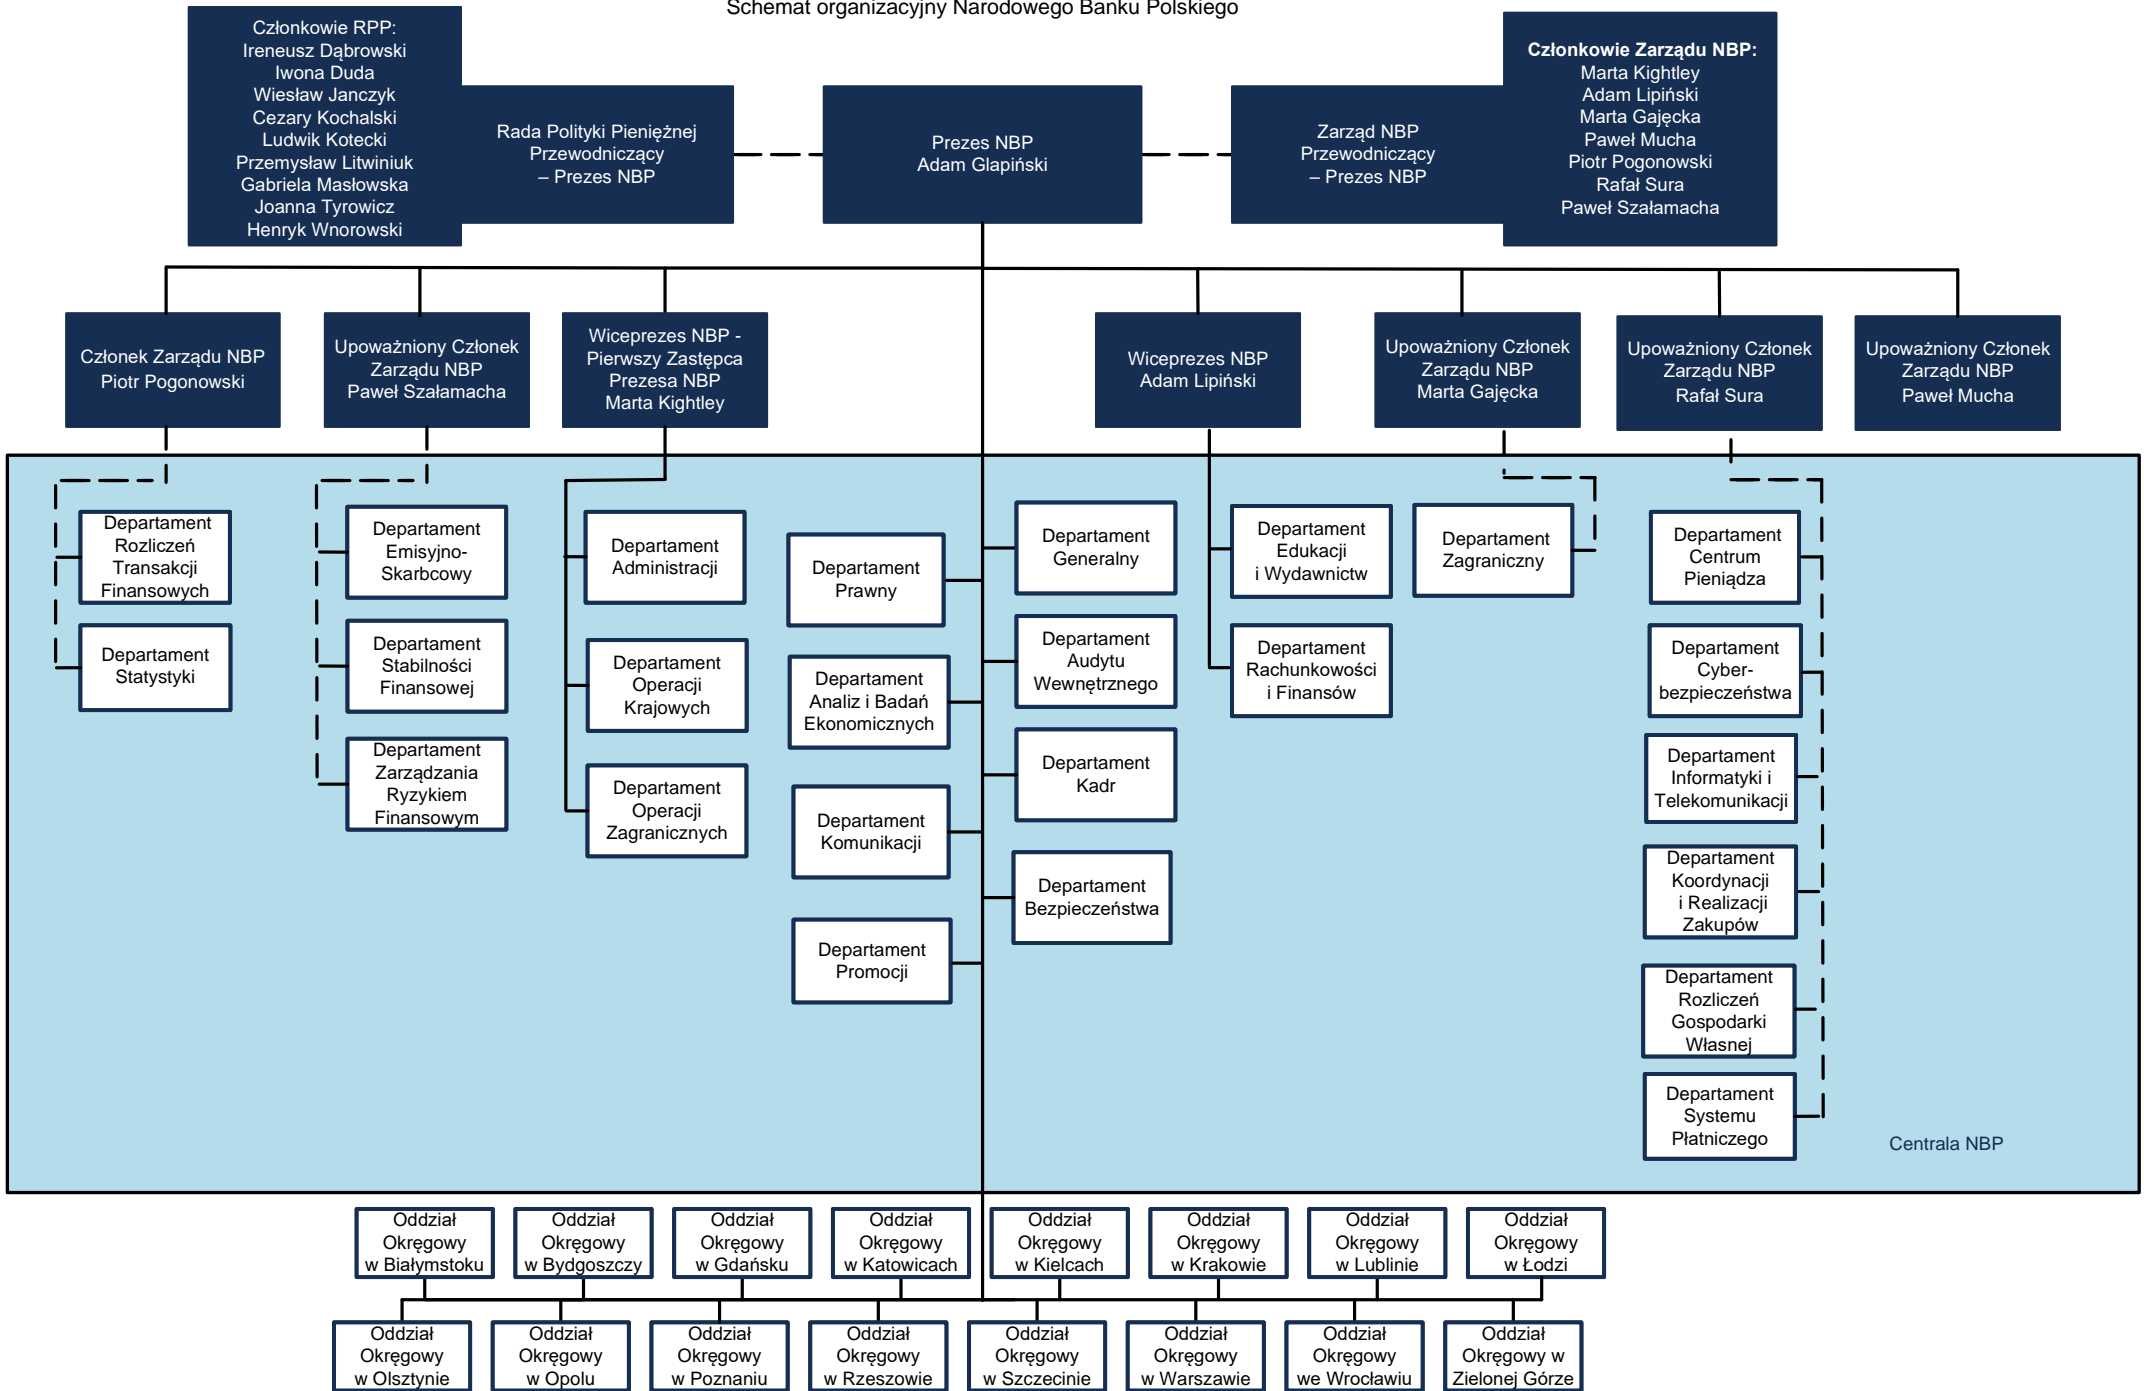 Schemat organizacyjny Narodowego Banku Polskiego
Członkowie RPP:
Ireneusz Dąbrowski
Iwona Duda
Wiesław Janczyk
Cezary Kochalski
Ludwik Kotecki
Przemysław Litwiniuk
Gabriela Masłowska
Joanna Tyrowicz
Henryk Wnorowski
Rada Polityki Pieniężnej
Przewodniczący
– Prezes NBP
Prezes NBP
Adam Glapiński
Zarząd NBP
Przewodniczący
– Prezes NBP
Członkowie Zarządu NBP:
Marta Kightley
Adam Lipiński
Marta Gajęcka
Paweł Mucha
Piotr Pogonowski
Rafał Sura
Paweł Szałamacha
Członek Zarządu NBP
Piotr Pogonowski
Upoważniony Członek
Zarządu NBP
Paweł Szałamacha
Wiceprezes NBP -
Pierwszy Zastępca
Prezesa NBP
Marta Kightley
Wiceprezes NBP
Adam Lipiński
Upoważniony Członek
Zarządu NBP
Marta Gajęcka
Upoważniony Członek
Zarządu NBP
Rafał Sura
Upoważniony Członek
Zarządu NBP
Paweł Mucha
Departament
Rozliczeń
Transakcji
Finansowych
Departament
Statystyki
Departament
Emisyjno-
Skarbcowy
Departament
Stabilności
Finansowej
Departament
Zarządzania
Ryzykiem
Finansowym
Departament
Administracji
Departament
Operacji
Krajowych
Departament
Operacji
Zagranicznych
Departament
Prawny
Departament
Analiz i Badań
Ekonomicznych
Departament
Komunikacji
Departament
Promocji
Departament
Generalny
Departament
Audytu
Wewnętrznego
Departament
Kadr
Departament
Bezpieczeństwa
Departament
Edukacji
i Wydawnictw
Departament
Rachunkowości
i Finansów
Departament
Zagraniczny
Departament
Centrum
Pieniądza
Departament
Cyber-
bezpieczeństwa
Departament
Informatyki i
Telekomunikacji
Departament
Koordynacji
i Realizacji
Zakupów
Departament
Rozliczeń
Gospodarki
Własnej
Departament
Systemu
Płatniczego
Centrala NBP
Oddział
Okręgowy
w Białymstoku
Oddział
Okręgowy
w Bydgoszczy
Oddział
Okręgowy
w Gdańsku
Oddział
Okręgowy
w Katowicach
Oddział
Okręgowy
w Kielcach
Oddział
Okręgowy
w Krakowie
Oddział
Okręgowy
w Lublinie
Oddział
Okręgowy
w Łodzi
Oddział
Okręgowy
w Olsztynie
Oddział
Okręgowy
w Opolu
Oddział
Okręgowy
w Poznaniu
Oddział
Okręgowy
w Rzeszowie
Oddział
Okręgowy
w Szczecinie
Oddział
Okręgowy
w Warszawie
Oddział
Okręgowy
we Wrocławiu
Oddział
Okręgowy w
Zielonej Górze